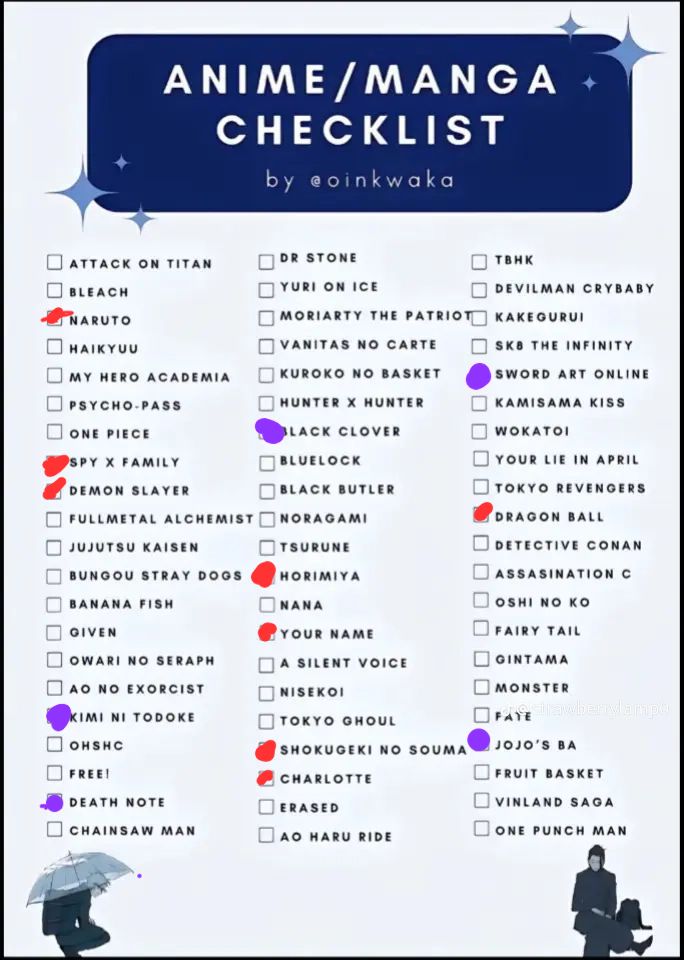 ANIME/MANGA
CHECKLIST
by @oinkwaka
ATTACK ON TITAN
BLEACH
NARUTO
HAIKYUU
MY HERO ACADEMIA
PSYCHO-PASS
ONE PIECE
SPY X FAMILY
DEMON SLAYER
FULLMETAL ALCHEMIST
JUJUTSU KAISEN
BUNGOU STRAY DOGS
BANANA FISH
GIVEN
OWARI NO SERAPH
AO NO EXORCIST
KIMI NI TODOKE
OHSHC
FREE!
DEATH NOTE
CHAINSAW MAN
DR STONE
YURI ON ICE
MORIARTY THE PATRIOT
VANITAS NO CARTE
KUROKO NO BASKET
HUNTER X HUNTER
BLACK CLOVER
BLUELOCK
BLACK BUTLER
NORAGAMI
TSURUNE
HORIMIYA
NANA
YOUR NAME
A SILENT VOICE
NISEKOI
TOKYO GHOUL
SHOKUGEKI NO SOUMA
CHARLOTTE
ERASED
AO HARU RIDE
TBHK
DEVILMAN CRYBABY
KAKEGURUI
SK8 THE INFINITY
SWORD ART ONLINE
KAMISAMA KISS
WOKATOI
YOUR LIE IN APRIL
TOKYO REVENGERS
DRAGON BALL
DETECTIVE CONAN
ASSASINATION C
OSHI NO KO
FAIRY TAIL
GINTAMA
MONSTER
FATE
JOJO'S BA
FRUIT BASKET
VINLAND SAGA
ONE PUNCH MAN